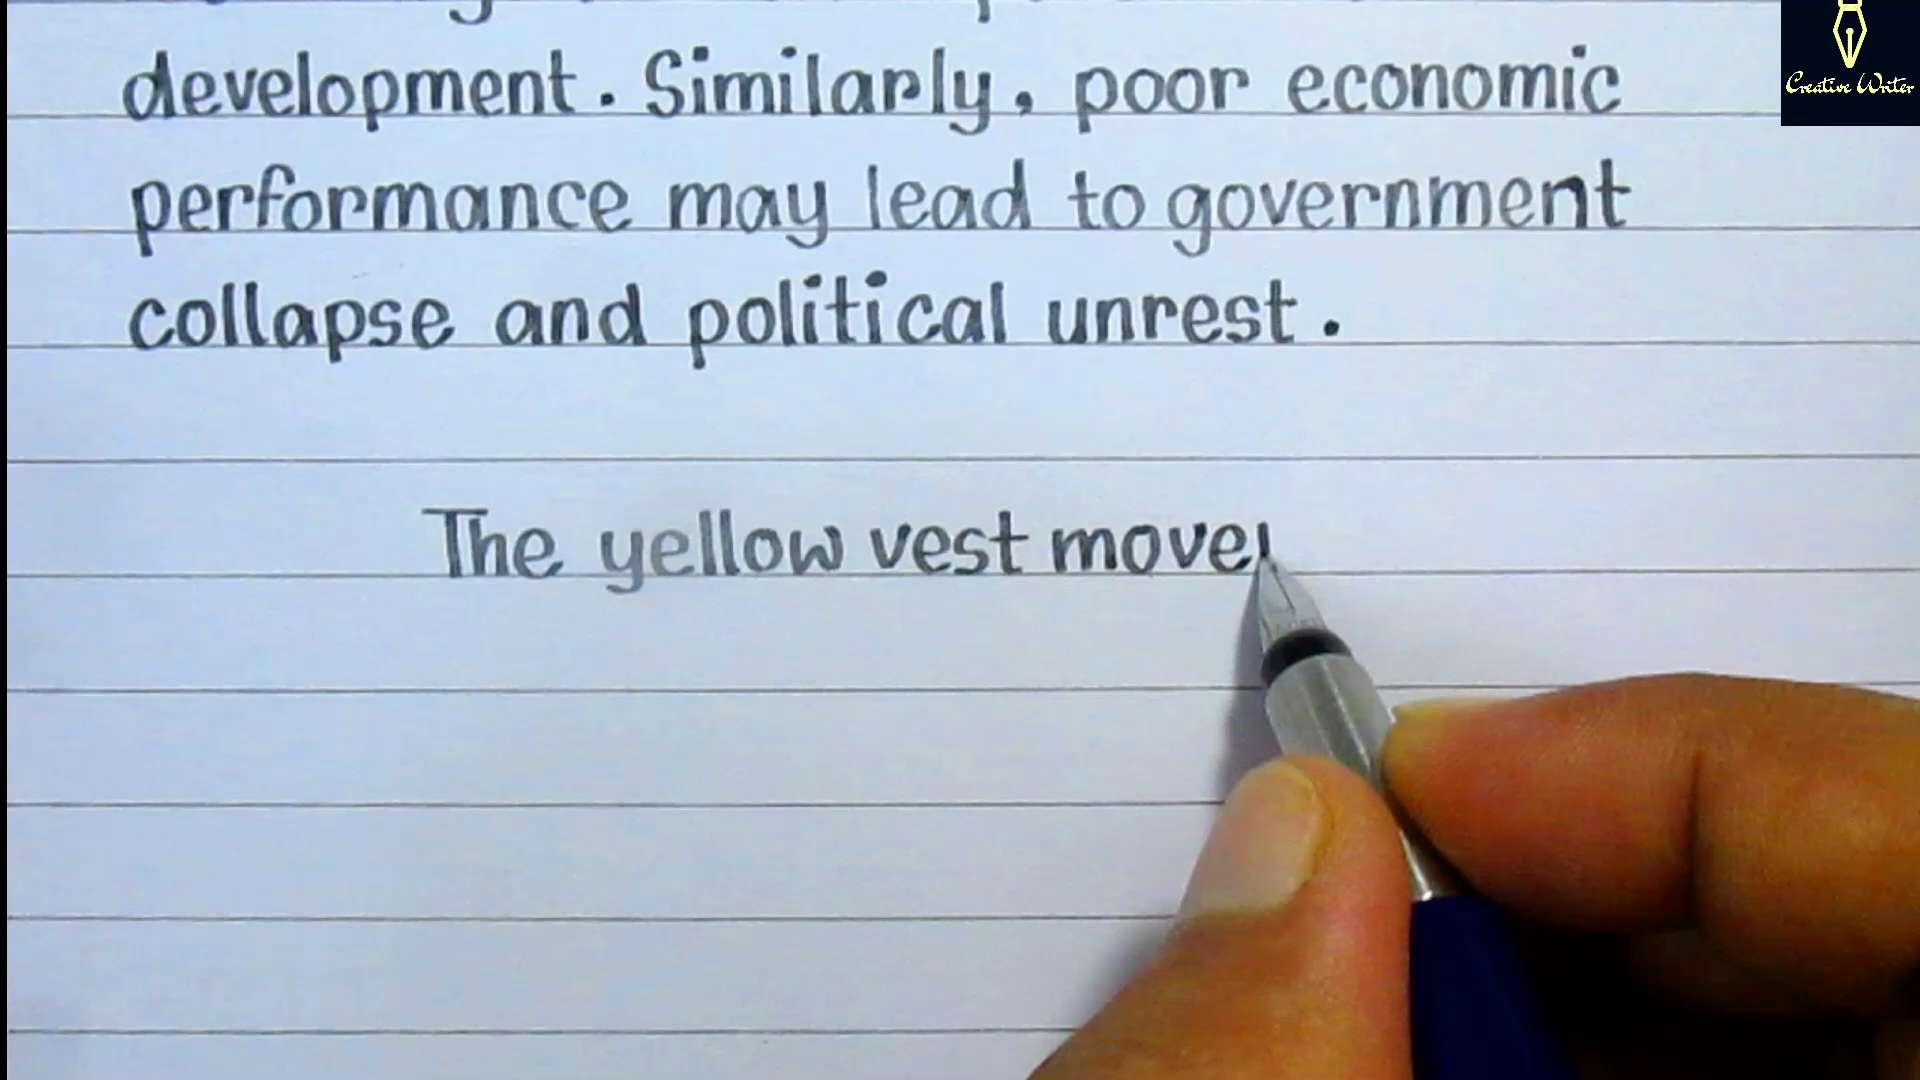 development. Similarly, poor economic
performance may lead to government
collapse and political unrest.
The yellow vest move
Creative Writer